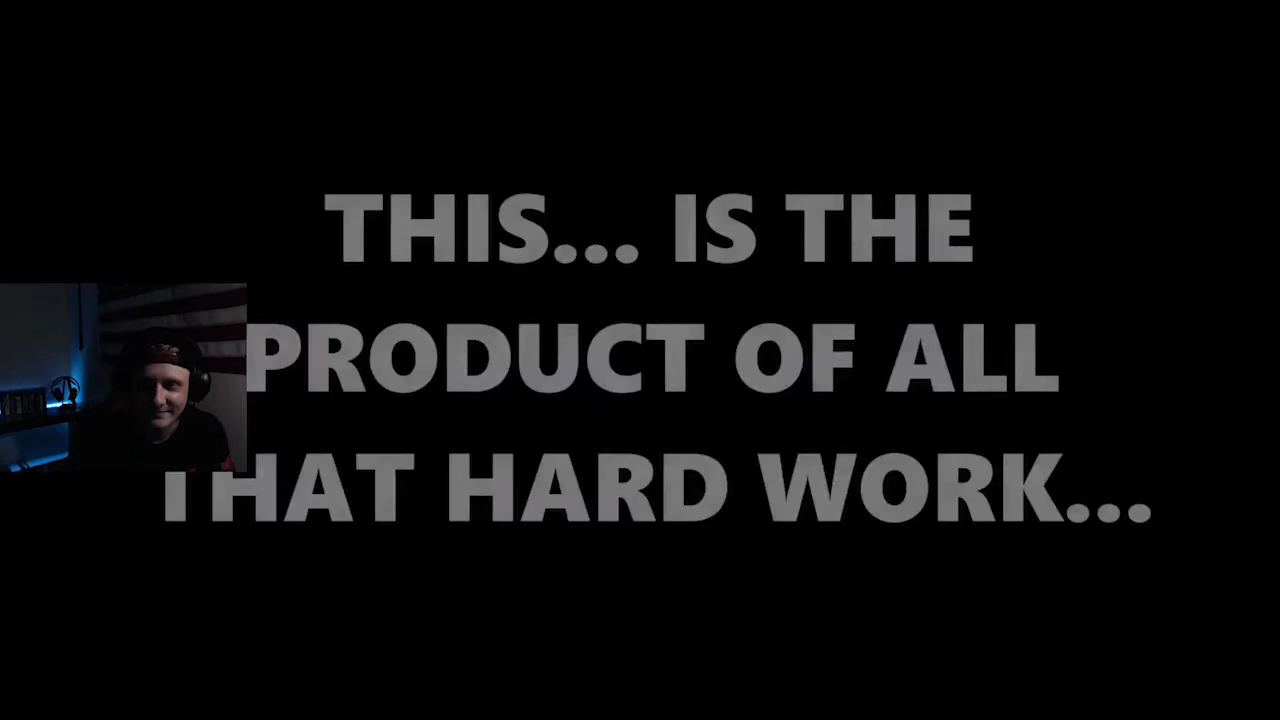 THIS... IS THE
PRODUCT OF ALL
THAT HARD WORK...